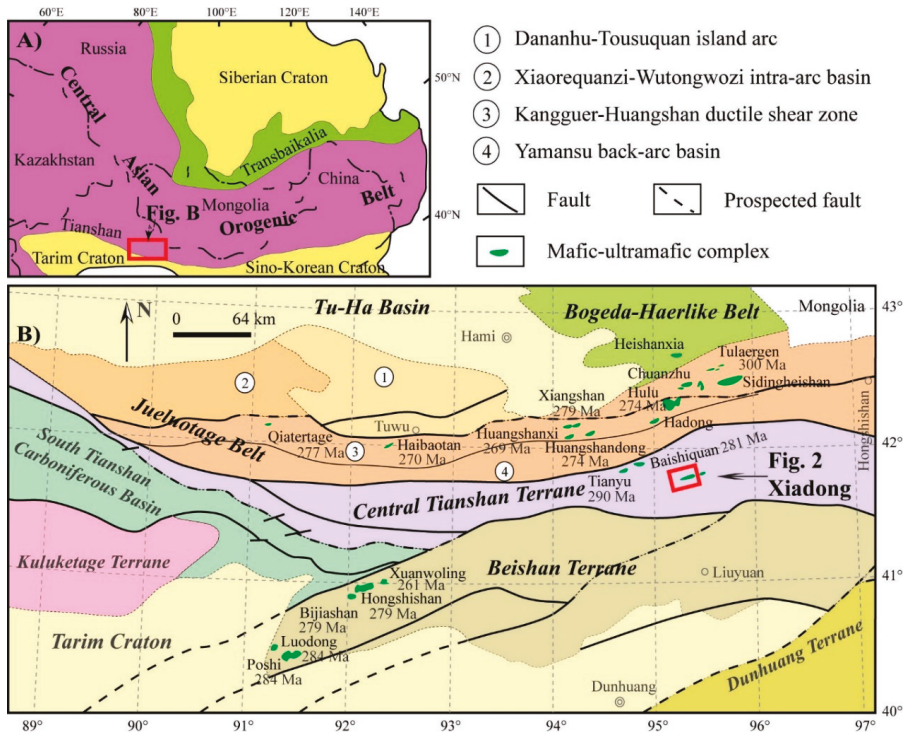 80°E
100°E
120°E
140°E
A)
Russia
Siberian Craton
50°N
Central
Kazakhstan
Asian
Transbaikalia
China
Mongolia
Belt
Fig. B
Orogenic
40°N
Tianshan
Tarim Craton
Sino-Korean Craton
1 Dananhu-Tousuquan island arc
2 Xiaorequanzi-Wutongwozi intra-arc basin
3 Kangguer-Huangshan ductile shear zone
4 Yamansu back-arc basin
Fault
Prospected fault
Mafic-ultramafic complex
B)
N
0 64 km
Tu-Ha Basin
Bogeda-Haerlike Belt
Mongolia
43°
Hami
Heishanxia
Tulaergen
300 Ma
Chuanzhu
Sidingheishan
Hulu
274 Ma
1
2
Xiangshan
279 Ma
Hadong
Hongshishan
Jueluotage Belt
Tuwu
Qiatertage
277 Ma
3
Haibaotan
270 Ma
Huangshanxi
269 Ma
Huangshandong
274 Ma
42°
4
Baishiquan 281 Ma
Tianyu
290 Ma
Fig. 2
Xiadong
South Tianshan
Carboniferous Basin
Central Tianshan Terrane
Kuluketage Terrane
Beishan Terrane
Xuanwoling
261 Ma
Liuyuan
41°
Hongshishan
279 Ma
Bijiashan
279 Ma
Tarim Craton
Luodong
284 Ma
Poshi
284 Ma
Dunhuang Terrane
Dunhuang
40°
89°
90°
91°
92°
93°
94°
95°
96°
97°